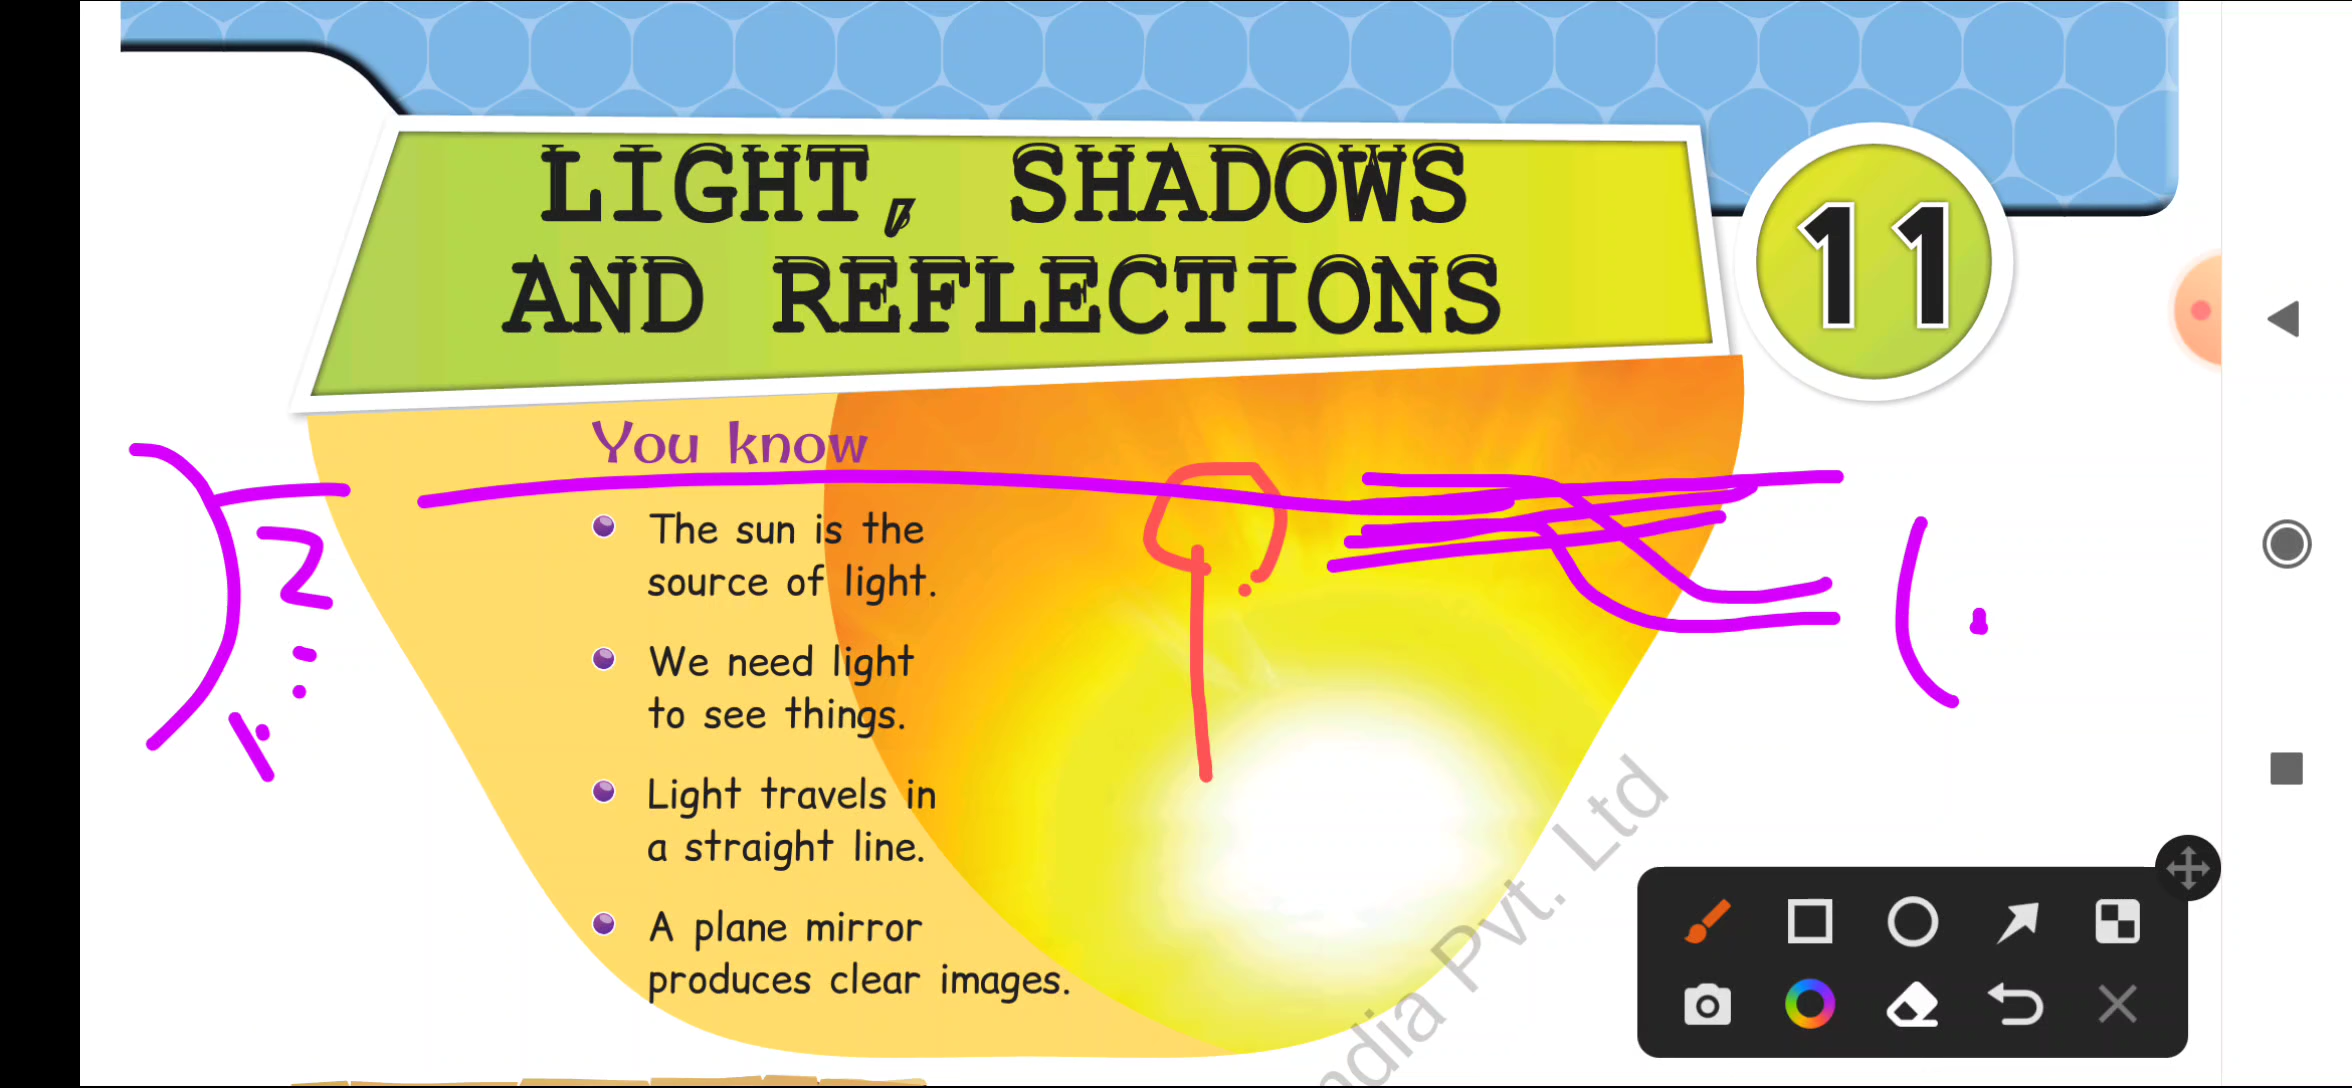 LIGHT, SHADOWS
AND REFLECTIONS
11
You know
The sun is the
source of light.
We need light
to see things.
Light travels in
a straight line.
A plane mirror
produces clear images.
ndia Pvt. Ltd